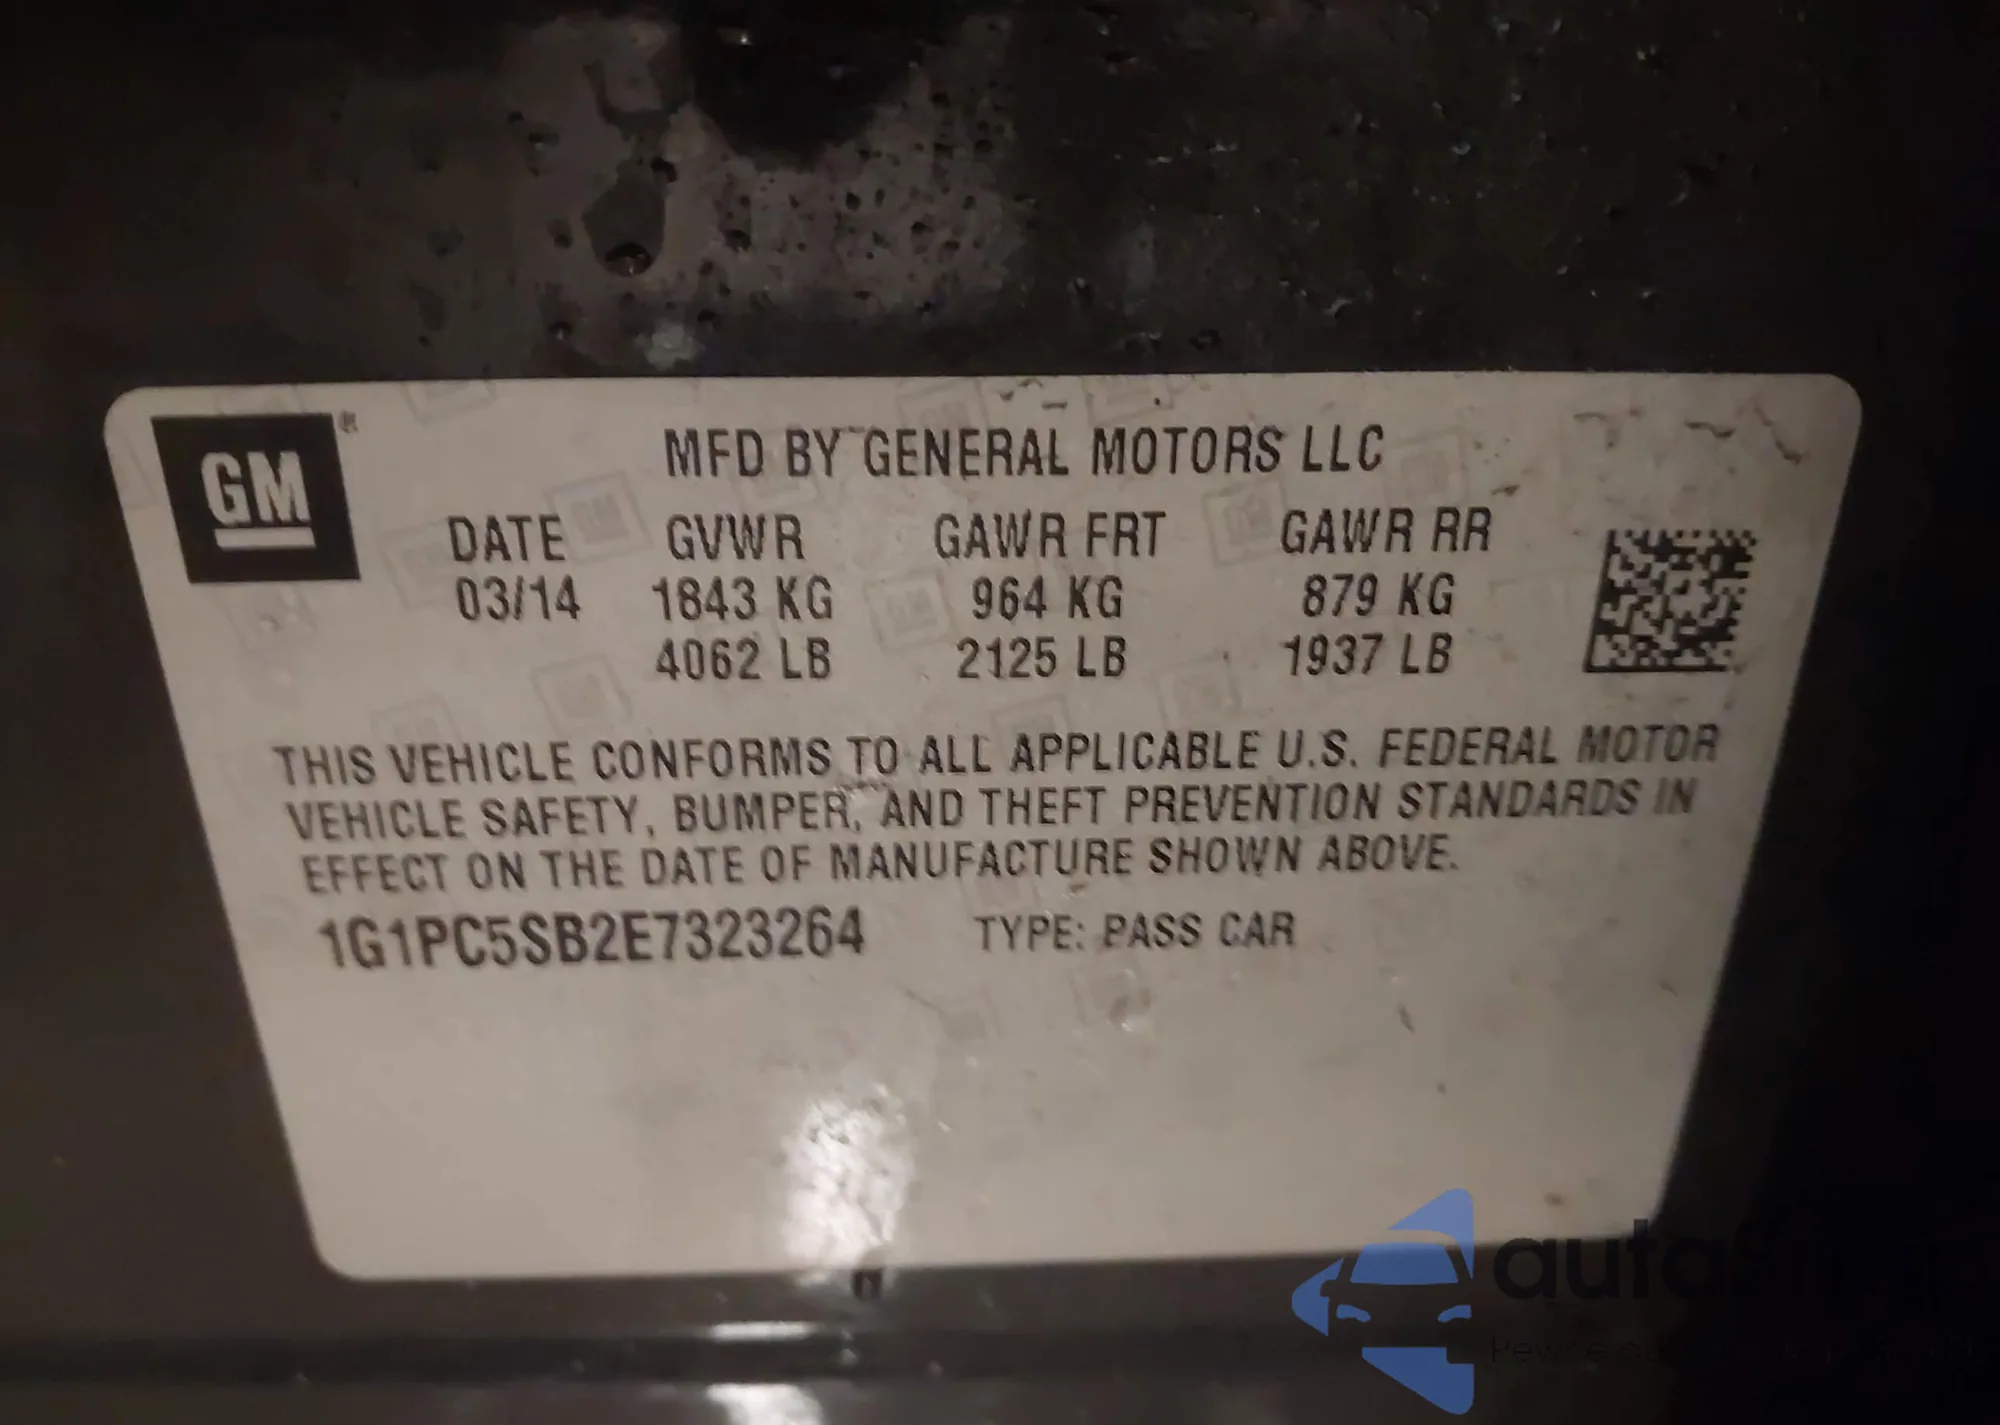 GM®
MFD BY GENERAL MOTORS LLC
DATE GVWR GAWR FRT GAWR RR
03/14 1843 KG 964 KG 879 KG
4062 LB 2125 LB 1937 LB
THIS VEHICLE CONFORMS TO ALL APPLICABLE U.S. FEDERAL MOTOR
VEHICLE SAFETY, BUMPER, AND THEFT PREVENTION STANDARDS IN
EFFECT ON THE DATE OF MANUFACTURE SHOWN ABOVE.
1G1PC5SB2E7323264 TYPE: PASS CAR